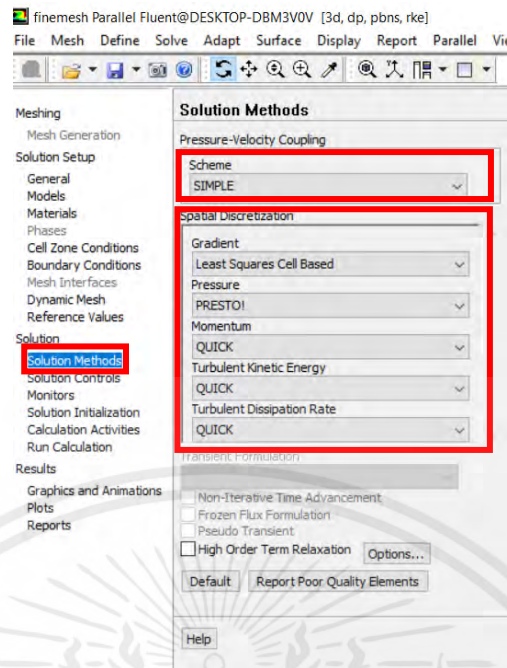 finemesh Parallel Fluent@DESKTOP-DBM3V0V [3d, dp, pbns, rke]
File Mesh Define Solve Adapt Surface Display Report Parallel
Meshing
Mesh Generation
Solution Setup
General
Models
Materials
Phases
Cell Zone Conditions
Boundary Conditions
Mesh Interfaces
Dynamic Mesh
Reference Values
Solution
Solution Methods
Solution Controls
Monitors
Solution Initialization
Calculation Activities
Run Calculation
Results
Graphics and Animations
Plots
Reports
Solution Methods
Pressure-Velocity Coupling
Scheme
SIMPLE
Spatial Discretization
Gradient
Least Squares Cell Based
Pressure
PRESTO!
Momentum
QUICK
Turbulent Kinetic Energy
QUICK
Turbulent Dissipation Rate
QUICK
Transient Formulation
Non-Iterative Time Advancement
Frozen Flux Formulation
Pseudo Transient
High Order Term Relaxation Options...
Default Report Poor Quality Elements
Help